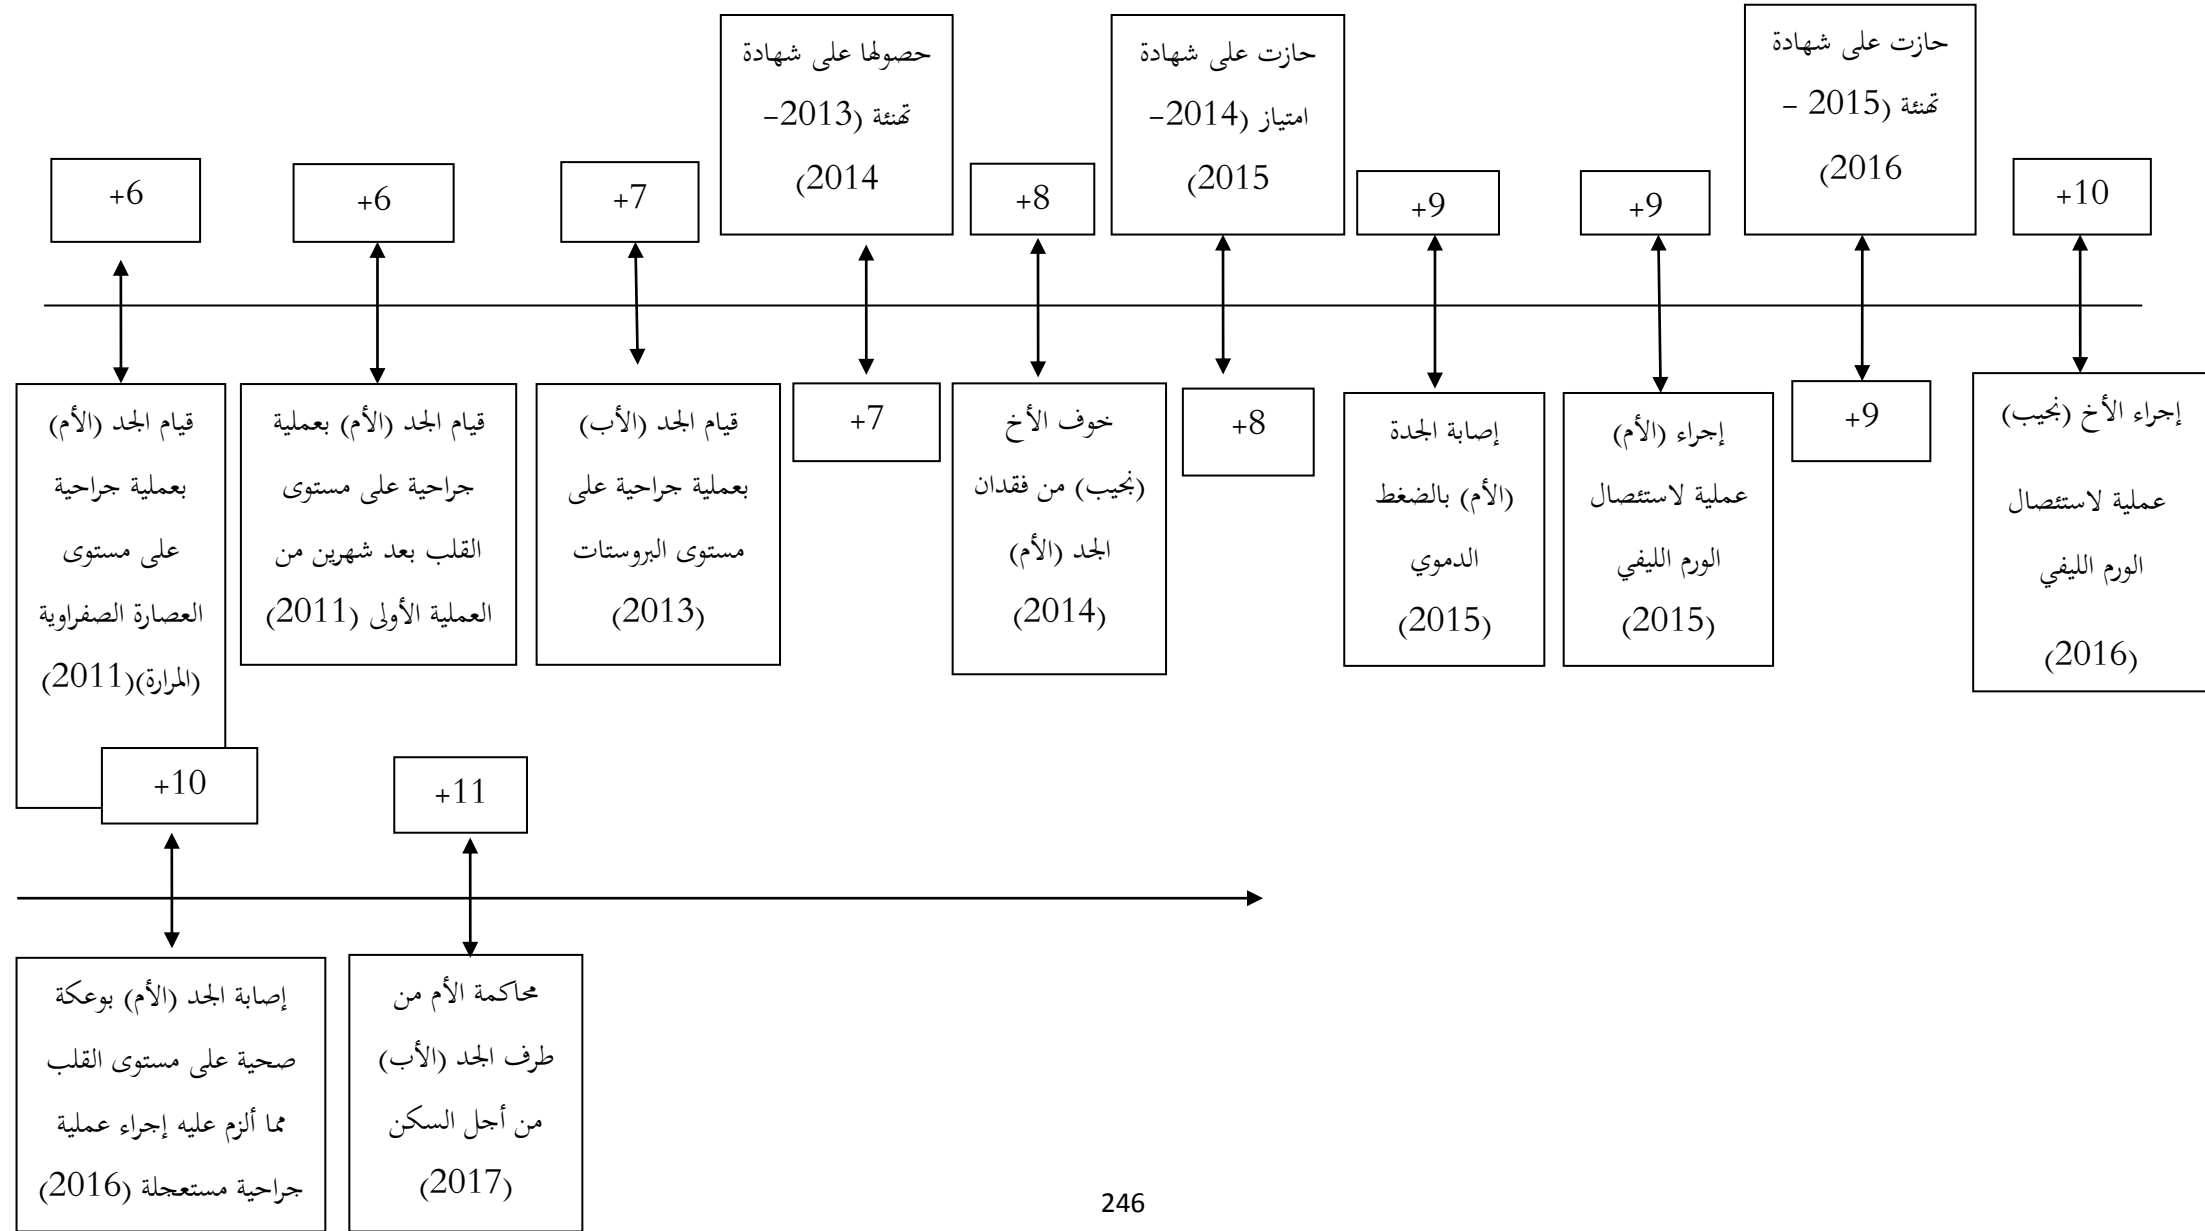 +6
+6
+7
حصولها على شهادة
تهنئة (2013-
2014)
+8
حازت على شهادة
امتياز (2014-
2015)
+9
+9
حازت على شهادة
تهنئة (2015 -
2016)
+10
قيام الجد (الأم)
بعملية جراحية
على مستوى
العصارة الصفراوية
(المرارة)(2011)
قيام الجد (الأم) بعملية
جراحية على مستوى
القلب بعد شهرين من
العملية الأولى (2011)
قيام الجد (الأب)
بعملية جراحية على
مستوى البروستات
(2013)
+7
خوف الأخ
(نجيب) من فقدان
الجد (الأم)
(2014)
+8
إصابة الجدة
(الأم) بالضغط
الدموي
(2015)
إجراء (الأم)
عملية لاستئصال
الورم الليفي
(2015)
+9
إجراء الأخ (نجيب)
عملية لاستئصال
الورم الليفي
(2016)
+10
+11
إصابة الجد (الأم) بوعكة
صحية على مستوى القلب
مما ألزم عليه إجراء عملية
جراحية مستعجلة (2016)
محاكمة الأم من
طرف الجد (الأب)
من أجل السكن
(2017)
246